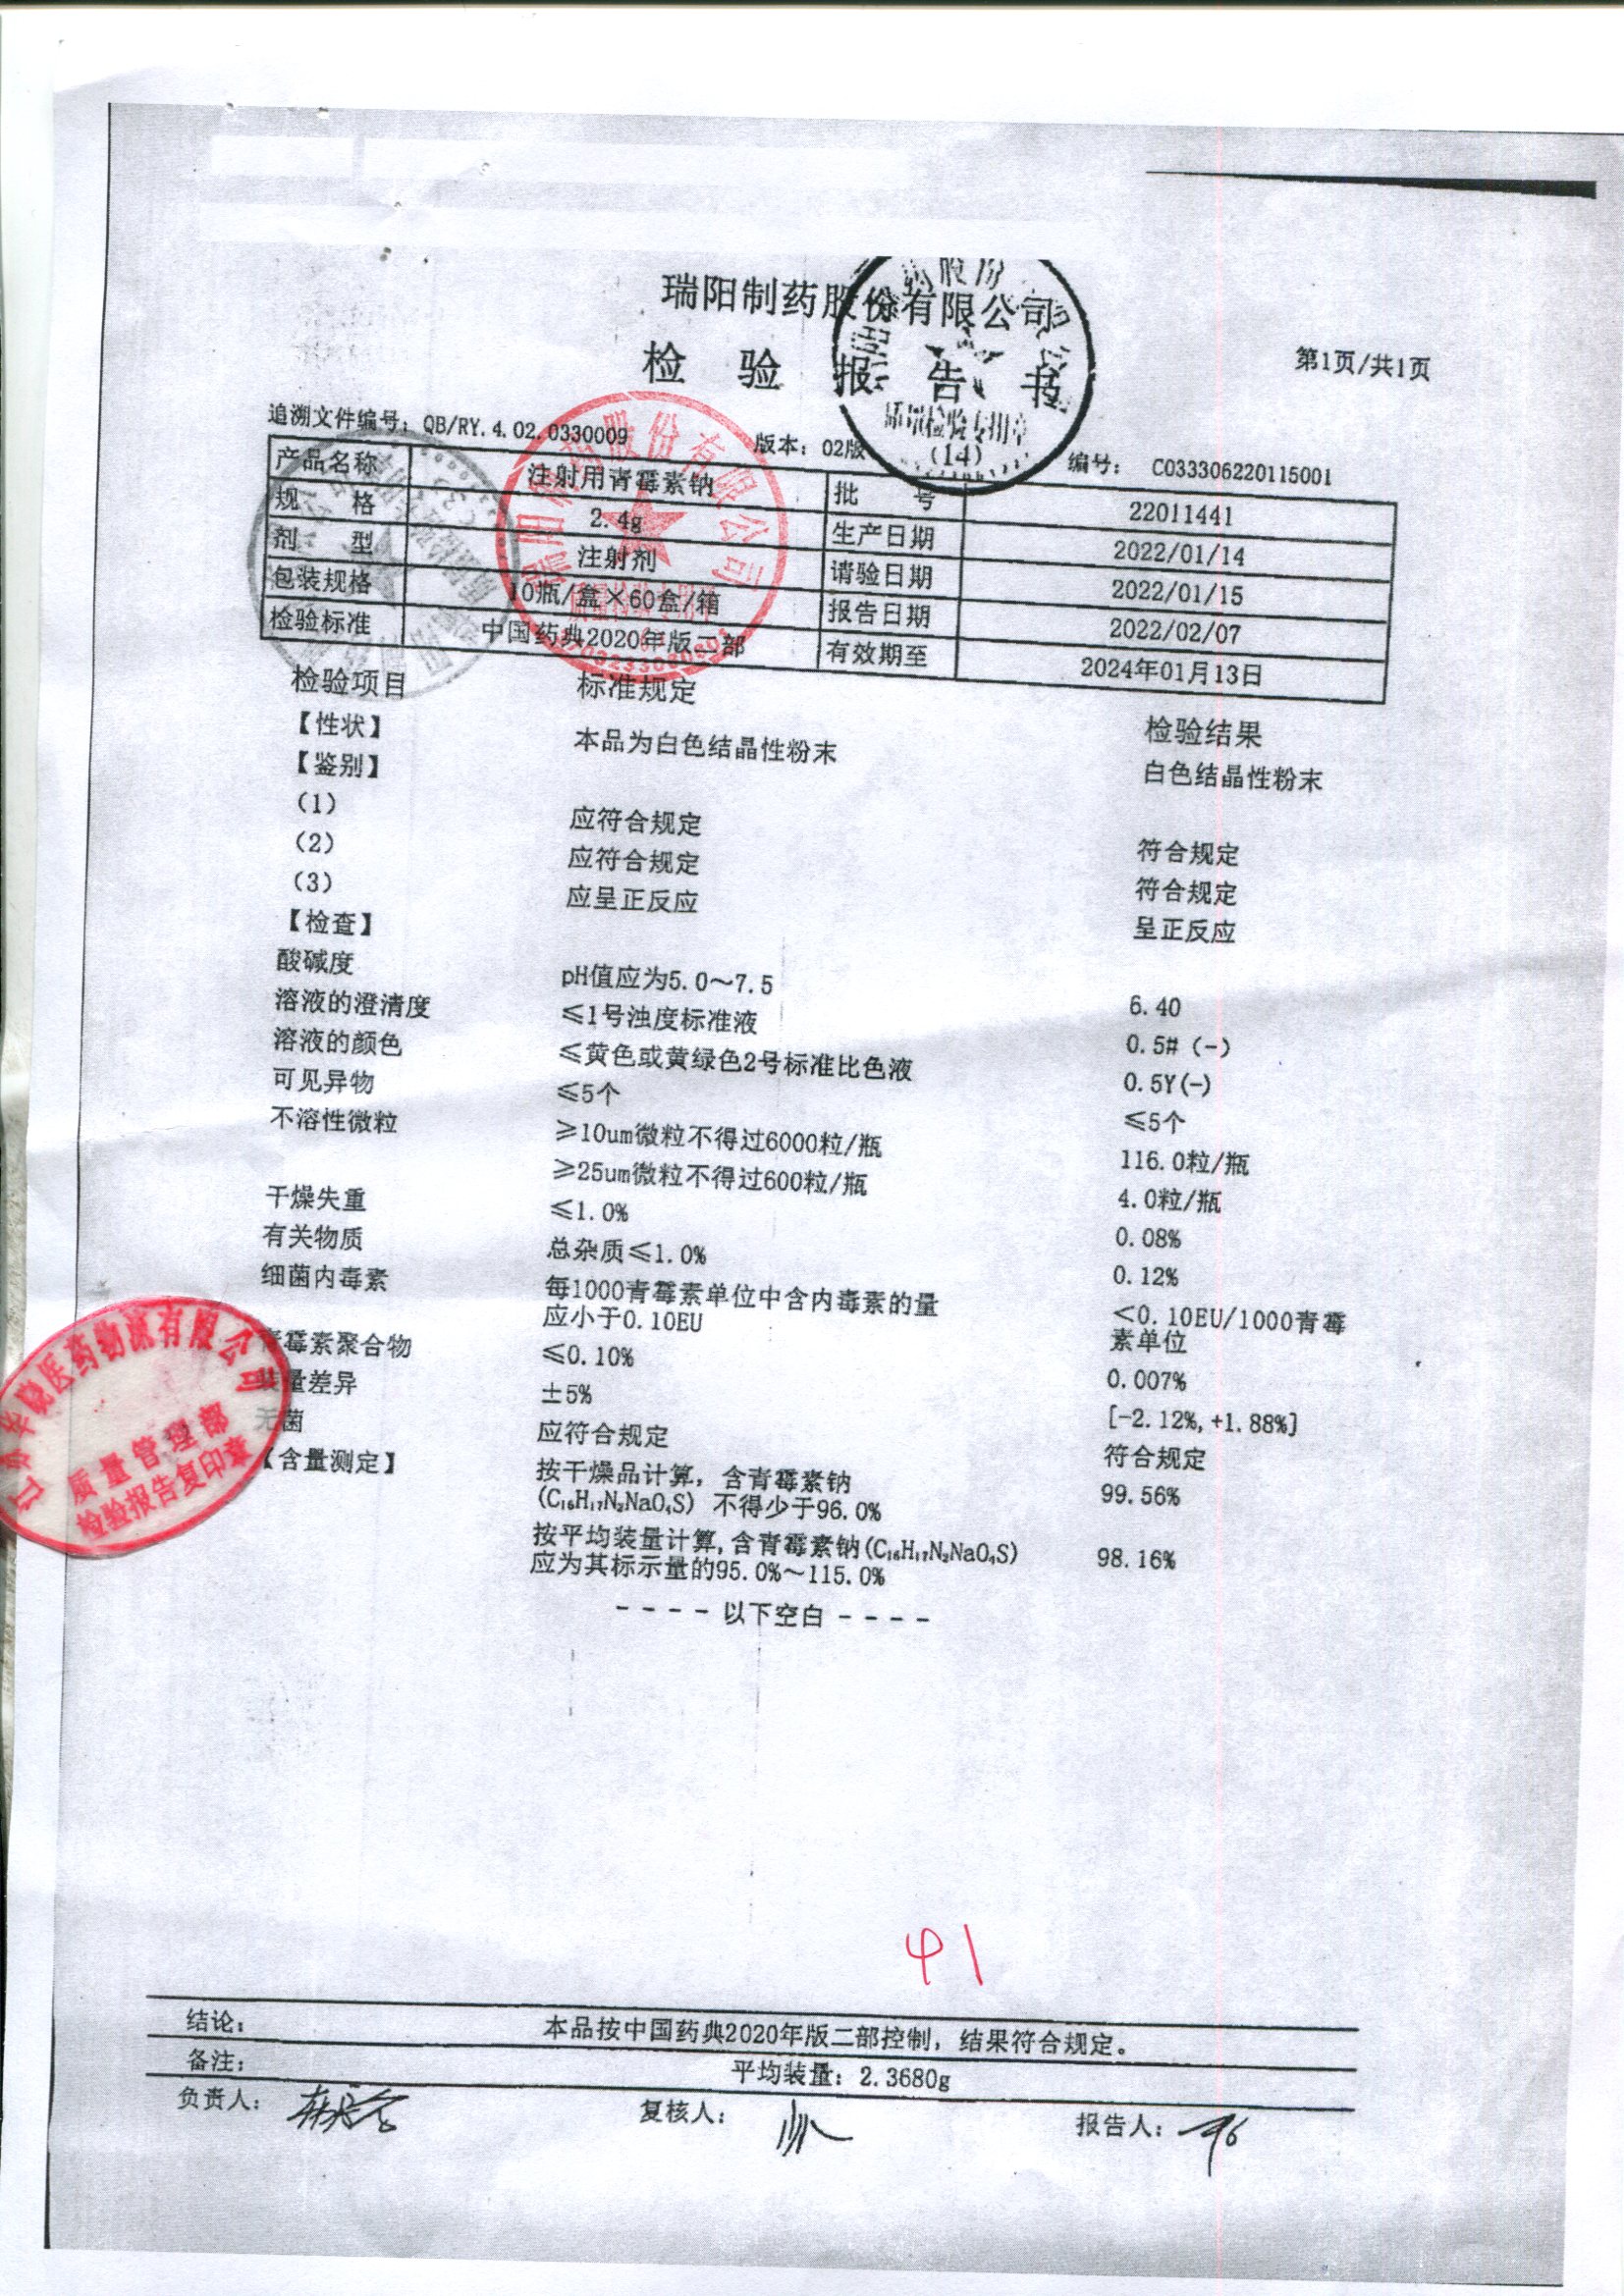 瑞阳制药股份有限公司
检 验 报 告 书
第1页/共1页
追溯文件编号：QB/RY.4.02.0330009 版本：02版 编号： C033306220115001
产品名称 注射用青霉素钠 批 号 22011441
规 格 2.4g 生产日期 2022/01/14
剂 型 注射剂 请验日期 2022/01/15
包装规格 10瓶/盒×60盒/箱 报告日期 2022/02/07
检验标准 中国药典2020年版二部 有效期至 2024年01月13日
检验项目 标准规定 检验结果
【性状】 本品为白色结晶性粉末 白色结晶性粉末
【鉴别】
(1) 应符合规定 符合规定
(2) 应符合规定 符合规定
(3) 应呈正反应 呈正反应
【检查】
酸碱度 pH值应为5.0～7.5 6.40
溶液的澄清度 ≤1号浊度标准液 0.5#（-）
溶液的颜色 ≤黄色或黄绿色2号标准比色液 0.5Y(-)
可见异物 ≤5个 ≤5个
不溶性微粒 ≥10um微粒不得过6000粒/瓶 116.0粒/瓶
≥25um微粒不得过600粒/瓶 4.0粒/瓶
干燥失重 ≤1.0% 0.08%
有关物质 总杂质≤1.0% 0.12%
细菌内毒素 每1000青霉素单位中含内毒素的量 <0.10EU/1000青霉
应小于0.10EU 素单位
青霉素聚合物 ≤0.10% 0.007%
装量差异 ±5% [-2.12%,+1.88%]
无菌 应符合规定 符合规定
【含量测定】 按干燥品计算，含青霉素钠 99.56%
(C₁₆H₁₇N₂NaO₄S) 不得少于96.0%
按平均装量计算,含青霉素钠(C₁₆H₁₇N₂NaO₄S) 98.16%
应为其标示量的95.0%～115.0%
- - - - 以下空白 - - - -
医药物流有限公司
质量管理部
检验报告复印章
品质检验专用章
(14)
41
结论： 本品按中国药典2020年版二部控制，结果符合规定。
备注： 平均装量：2.3680g
负责人： 复核人： 报告人：